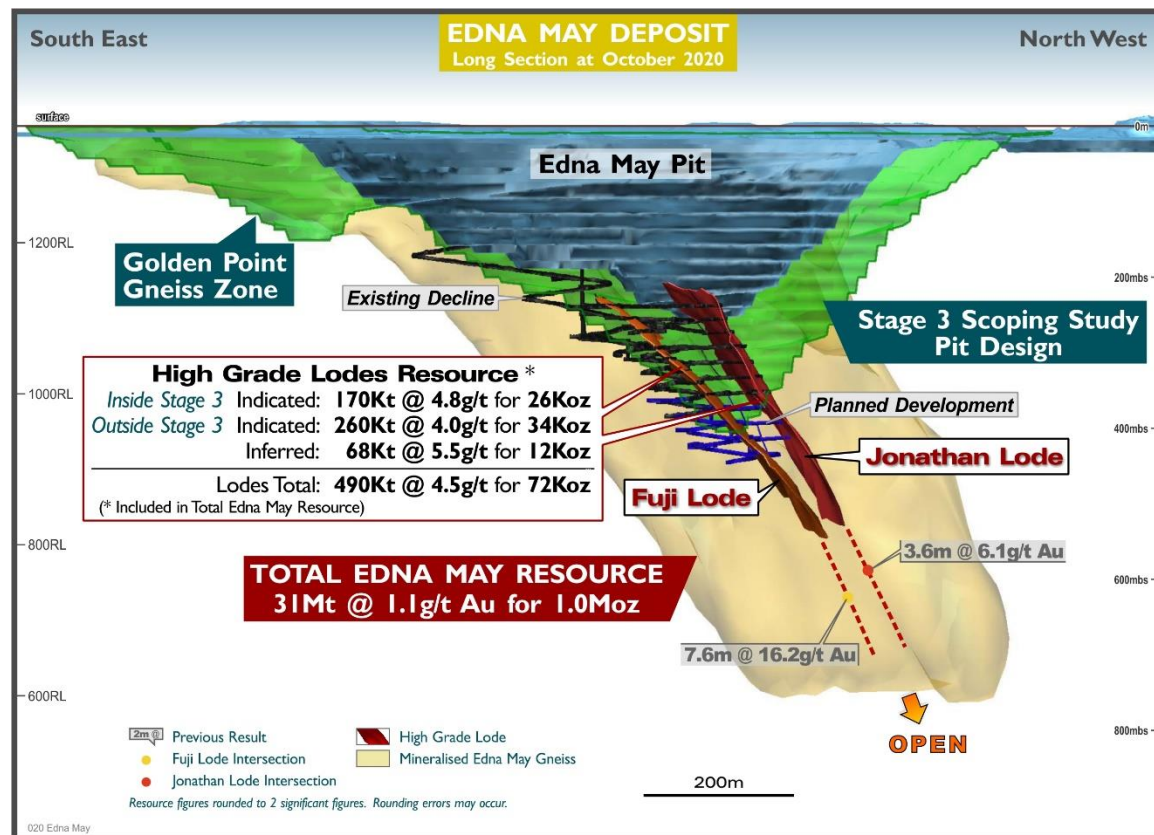 South East
EDNA MAY DEPOSIT
Long Section at October 2020
North West
surface
0m
Edna May Pit
1200RL
Golden Point
Gneiss Zone
200mbs
Existing Decline
Stage 3 Scoping Study
Pit Design
High Grade Lodes Resource *
Inside Stage 3 Indicated: 170Kt @ 4.8g/t for 26Koz
Outside Stage 3 Indicated: 260Kt @ 4.0g/t for 34Koz
Inferred: 68Kt @ 5.5g/t for 12Koz
Lodes Total: 490Kt @ 4.5g/t for 72Koz
(* Included in Total Edna May Resource)
1000RL
Planned Development
400mbs
Jonathan Lode
Fuji Lode
800RL
3.6m @ 6.1g/t Au
TOTAL EDNA MAY RESOURCE
31Mt @ 1.1g/t Au for 1.0Moz
600mbs
7.6m @ 16.2g/t Au
600RL
OPEN
800mbs
2m @ Previous Result
Fuji Lode Intersection
Jonathan Lode Intersection
High Grade Lode
Mineralised Edna May Gneiss
200m
Resource figures rounded to 2 significant figures. Rounding errors may occur.
020 Edna May